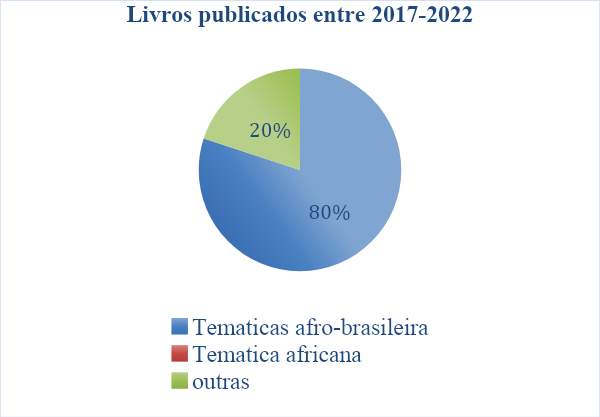 Livros publicados entre 2017-2022
20%
80%
Tematicas afro-brasileira
Tematica africana
outras